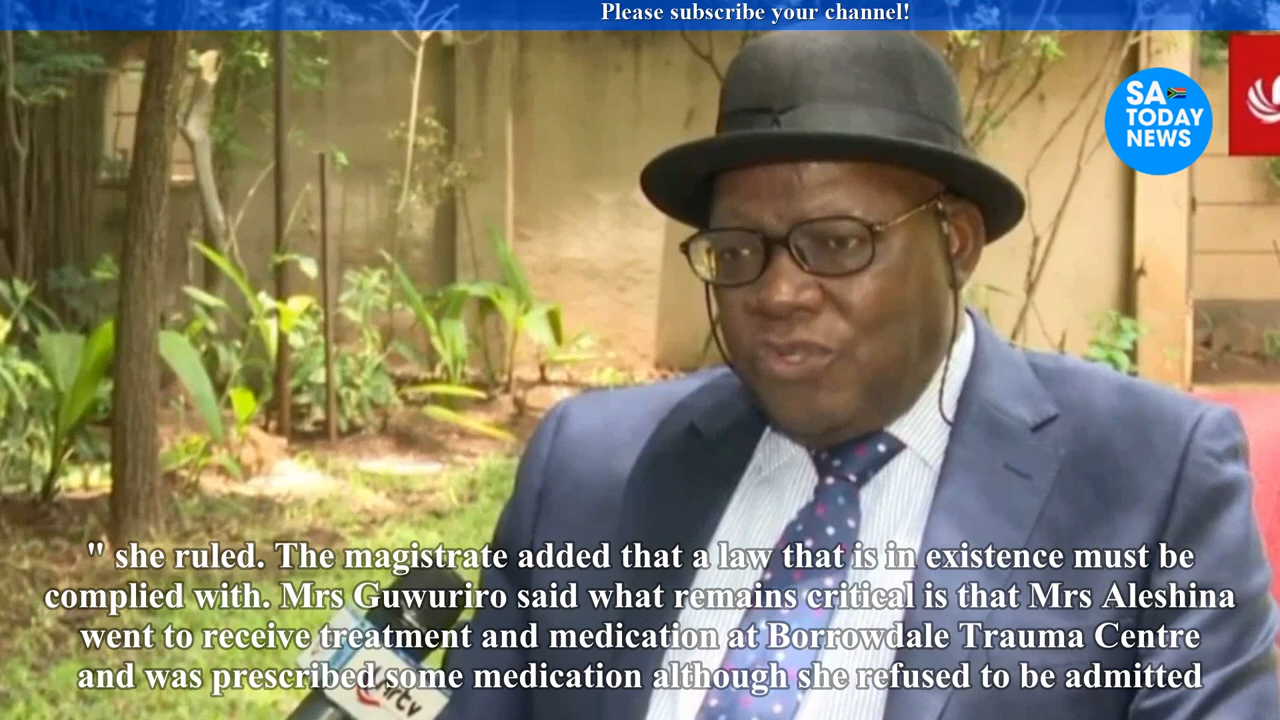 Please subscribe your channel!
SA
TODAY
NEWS
" she ruled. The magistrate added that a law that is in existence must be
complied with. Mrs Guwuriro said what remains critical is that Mrs Aleshina
went to receive treatment and medication at Borrowdale Trauma Centre
and was prescribed some medication although she refused to be admitted